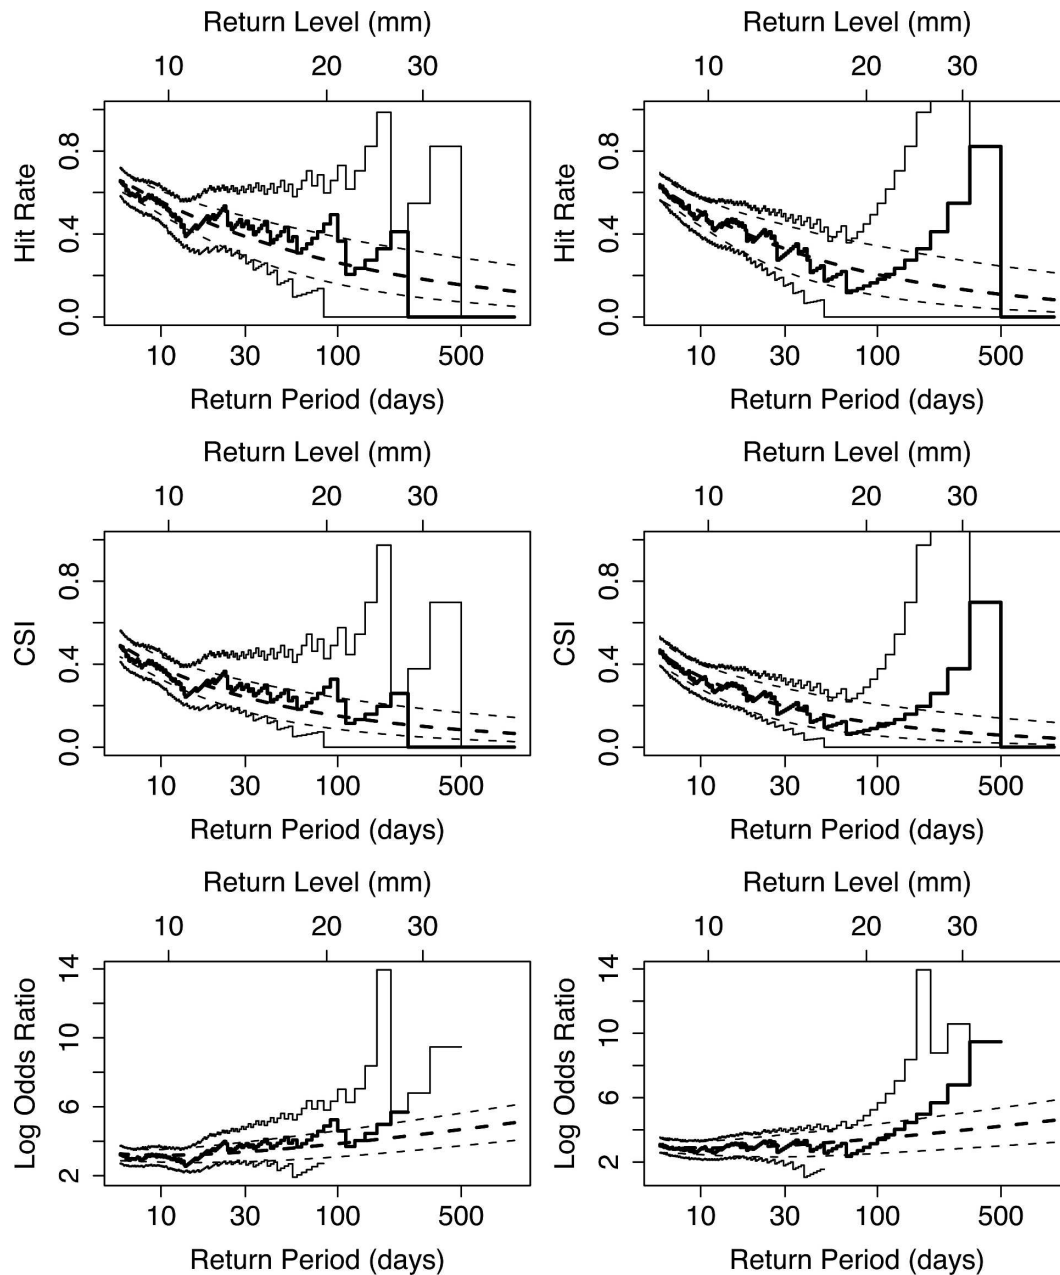 Return Level (mm) Return Level (mm)
10 20 30 10 20 30
Hit Rate 0.0 0.4 0.8 Hit Rate 0.0 0.4 0.8
10 30 100 500 10 30 100 500
Return Period (days) Return Period (days)
Return Level (mm) Return Level (mm)
10 20 30 10 20 30
CSI 0.0 0.4 0.8 CSI 0.0 0.4 0.8
10 30 100 500 10 30 100 500
Return Period (days) Return Period (days)
Return Level (mm) Return Level (mm)
10 20 30 10 20 30
Log Odds Ratio 2 6 10 14 Log Odds Ratio 2 6 10 14
10 30 100 500 10 30 100 500
Return Period (days) Return Period (days)